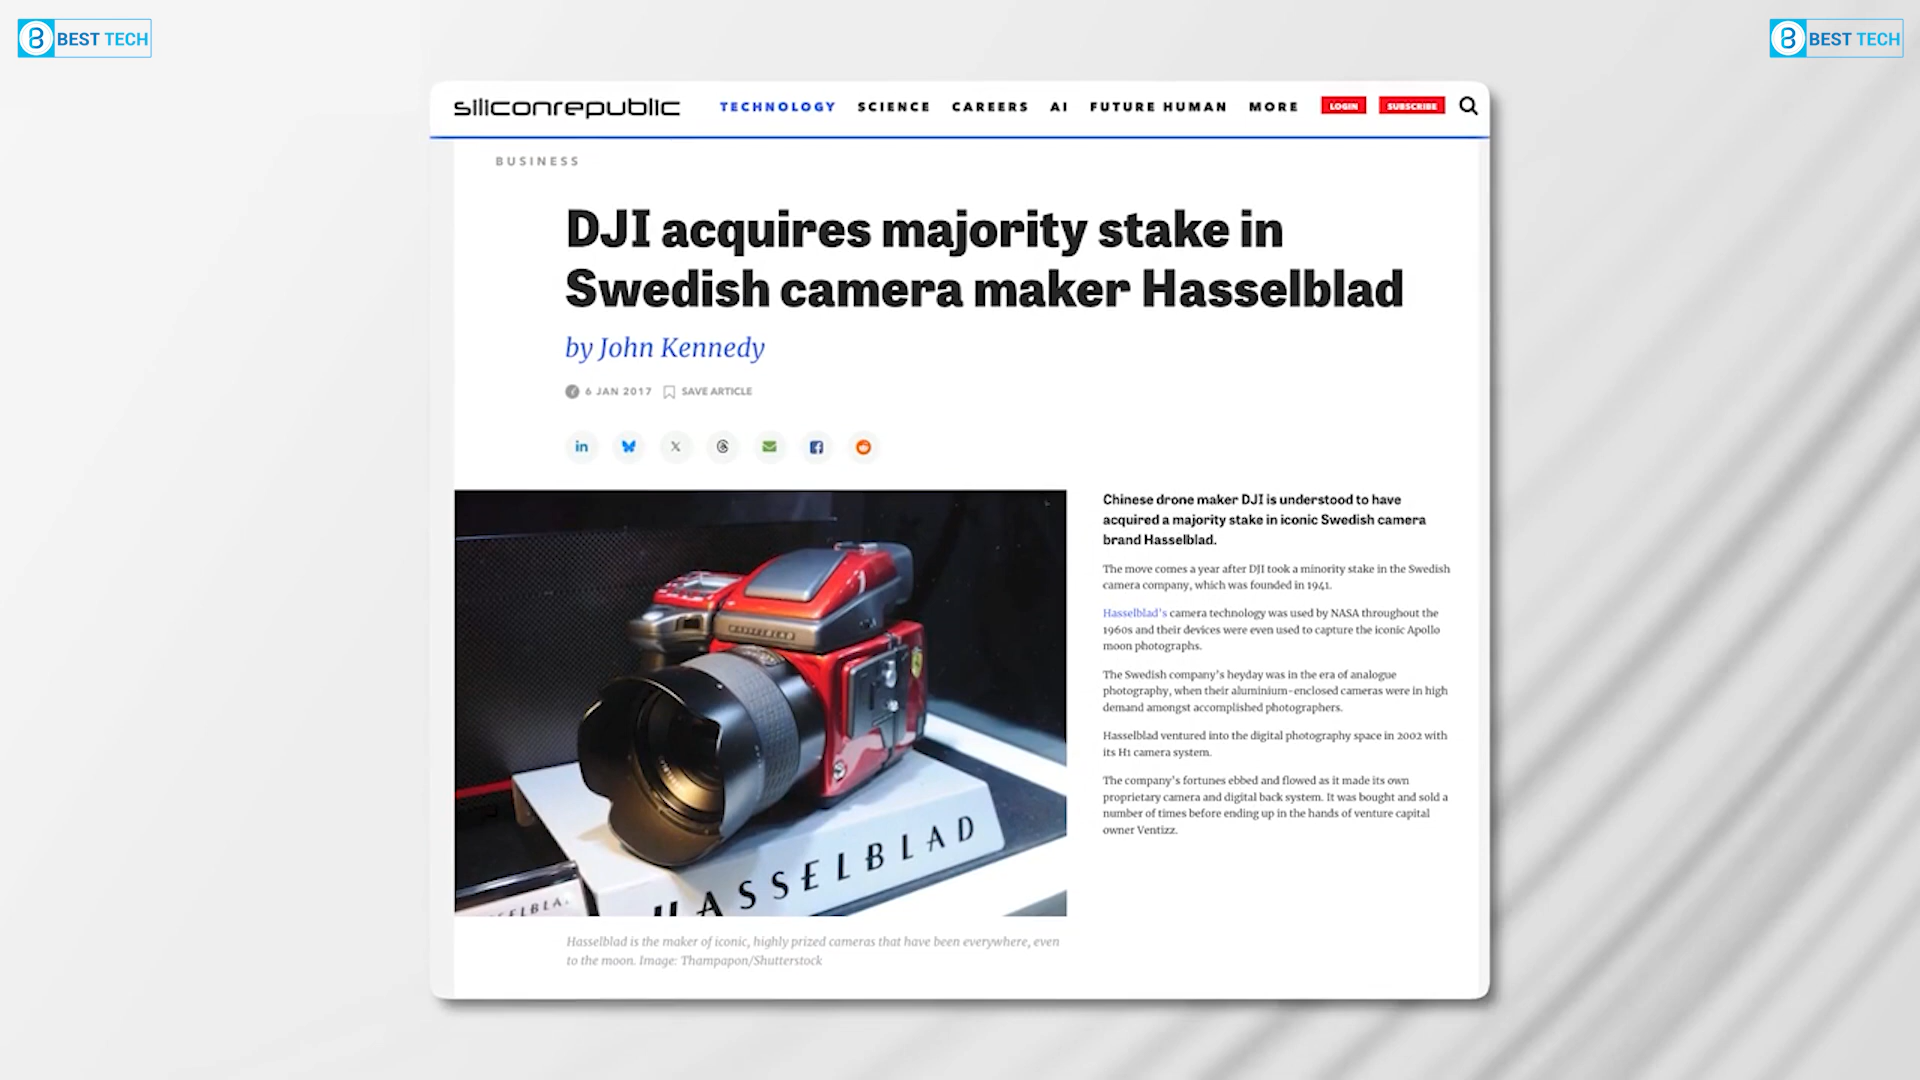 BEST TECH
BEST TECH
siliconrepublic TECHNOLOGY SCIENCE CAREERS AI FUTURE HUMAN MORE LOGIN SUBSCRIBE
BUSINESS
DJI acquires majority stake in
Swedish camera maker Hasselblad
by John Kennedy
6 JAN 2017 SAVE ARTICLE
Chinese drone maker DJI is understood to have
acquired a majority stake in iconic Swedish camera
brand Hasselblad.
The move comes a year after DJI took a minority stake in the Swedish
camera company, which was founded in 1941.
Hasselblad's camera technology was used by NASA throughout the
1960s and their devices were even used to capture the iconic Apollo
moon photographs.
The Swedish company's heyday was in the era of analogue
photography, when their aluminium-enclosed cameras were in high
demand amongst accomplished photographers.
Hasselblad ventured into the digital photography space in 2002 with
its H1 camera system.
The company's fortunes ebbed and flowed as it made its own
proprietary camera and digital back system. It was bought and sold a
number of times before ending up in the hands of venture capital
owner Ventizz.
HASSELBLAD
HASSELBLAD
Hasselblad is the maker of iconic, highly prized cameras that have been everywhere, even
to the moon. Image: Thampapon/Shutterstock